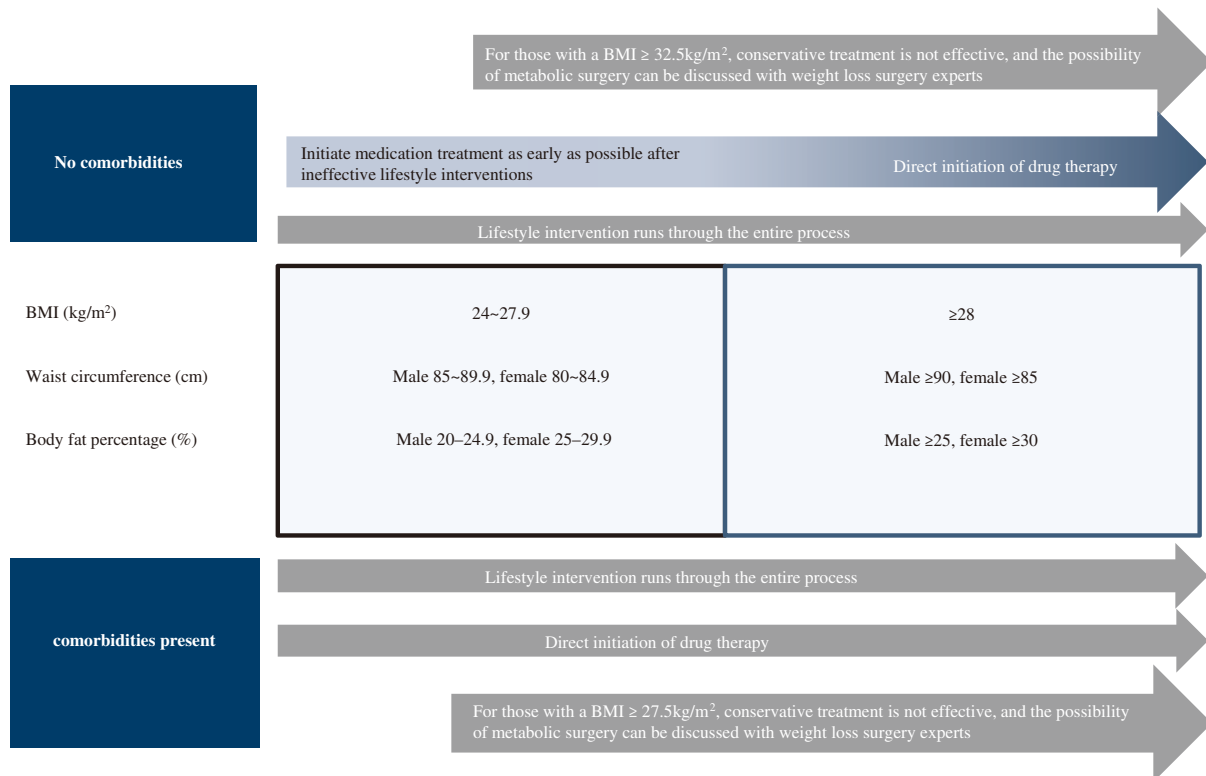 For those with a BMI ≥ 32.5kg/m², conservative treatment is not effective, and the possibility
of metabolic surgery can be discussed with weight loss surgery experts
No comorbidities
Initiate medication treatment as early as possible after
ineffective lifestyle interventions
Direct initiation of drug therapy
Lifestyle intervention runs through the entire process
BMI (kg/m²)
24~27.9
≥28
Waist circumference (cm)
Male 85~89.9, female 80~84.9
Male ≥90, female ≥85
Body fat percentage (%)
Male 20–24.9, female 25–29.9
Male ≥25, female ≥30
Lifestyle intervention runs through the entire process
comorbidities present
Direct initiation of drug therapy
For those with a BMI ≥ 27.5kg/m², conservative treatment is not effective, and the possibility
of metabolic surgery can be discussed with weight loss surgery experts